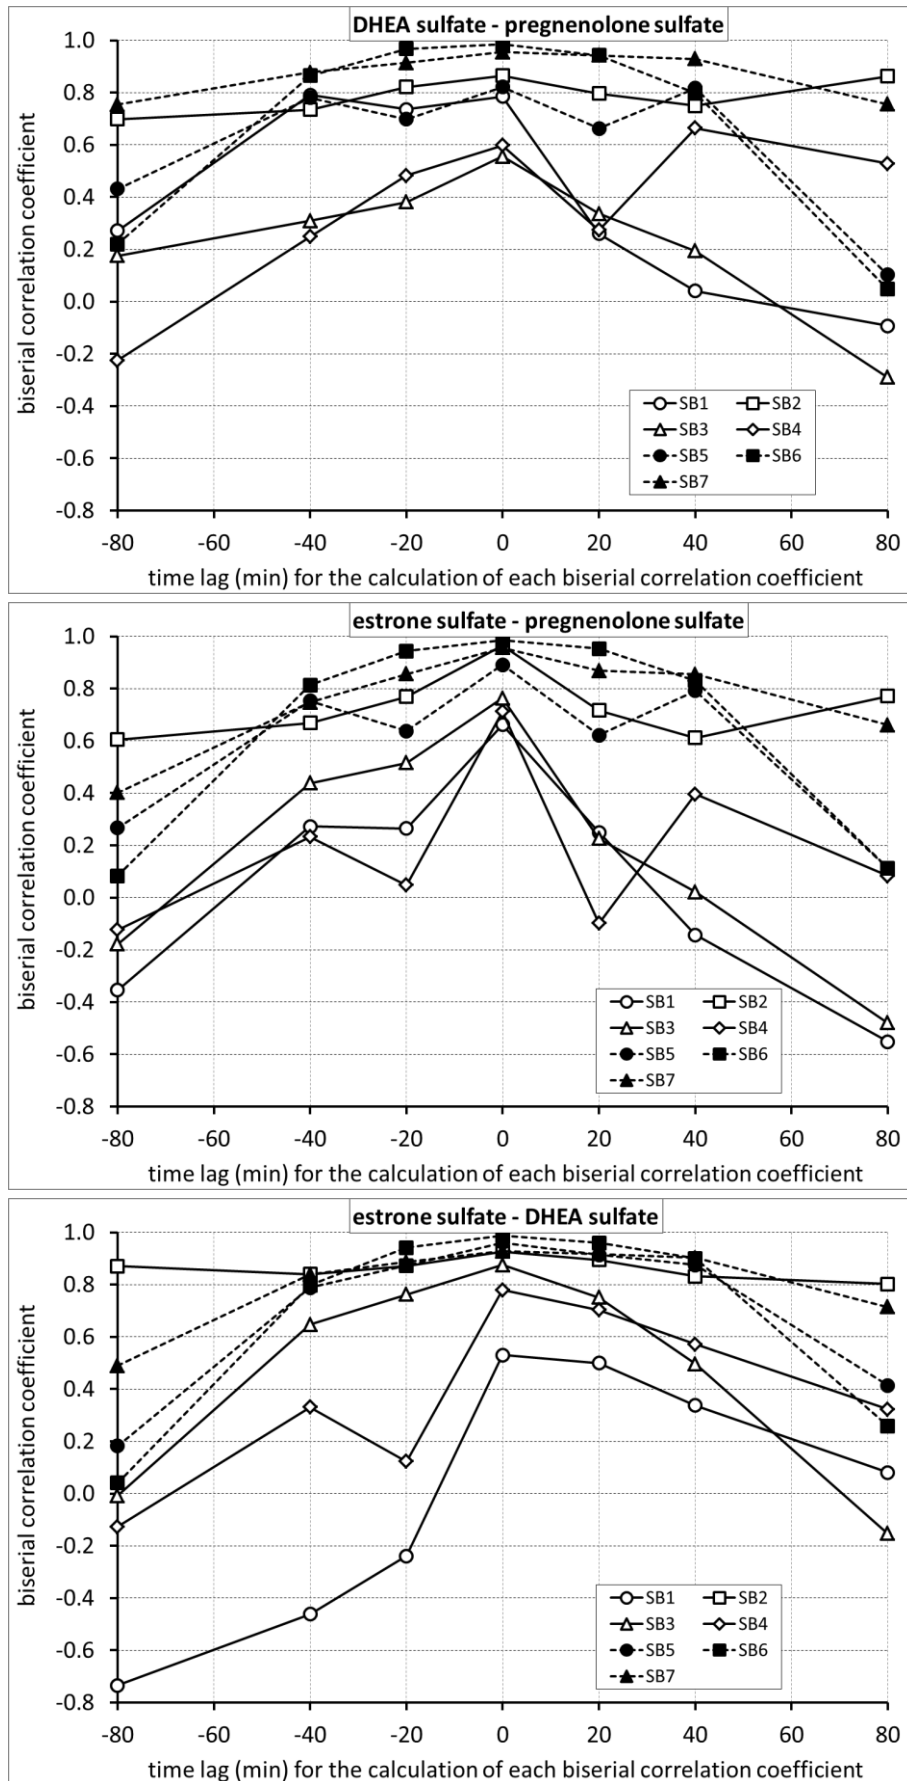 DHEA sulfate - pregnenolone sulfate
1.0
0.8
0.6
0.4
0.2
0.0
-0.2
-0.4
-0.6
-0.8
biserial correlation coefficient
SB1 SB2
SB3 SB4
SB5 SB6
SB7
-80 -60 -40 -20 0 20 40 60 80
time lag (min) for the calculation of each biserial correlation coefficient
estrone sulfate - pregnenolone sulfate
1.0
0.8
0.6
0.4
0.2
0.0
-0.2
-0.4
-0.6
-0.8
biserial correlation coefficient
SB1 SB2
SB3 SB4
SB5 SB6
SB7
-80 -60 -40 -20 0 20 40 60 80
time lag (min) for the calculation of each biserial correlation coefficient
estrone sulfate - DHEA sulfate
1.0
0.8
0.6
0.4
0.2
0.0
-0.2
-0.4
-0.6
-0.8
biserial correlation coefficient
SB1 SB2
SB3 SB4
SB5 SB6
SB7
-80 -60 -40 -20 0 20 40 60 80
time lag (min) for the calculation of each biserial correlation coefficient